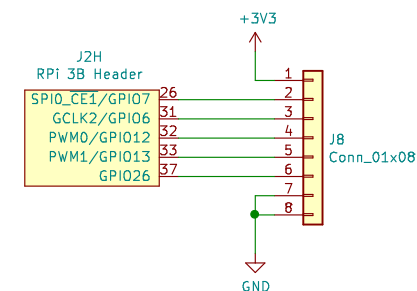 +3V3
J2H
RPi 3B Header
SPI0_CE1/GPIO7 26
GCLK2/GPIO6 31
PWM0/GPIO12 32
PWM1/GPIO13 33
GPIO26 37
1
2
3
4
5
6
7
8
J8
Conn_01x08
GND